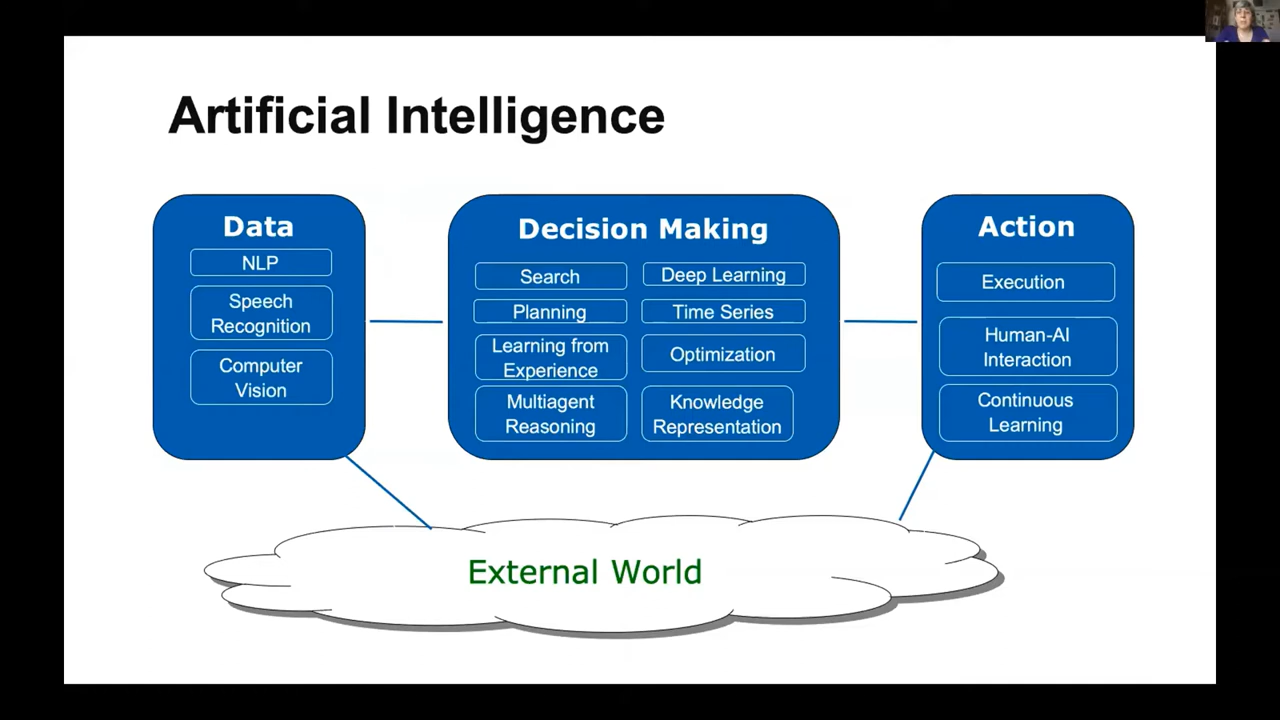 Artificial Intelligence
Data
NLP
Speech
Recognition
Computer
Vision
Decision Making
Search
Planning
Learning from
Experience
Multiagent
Reasoning
Deep Learning
Time Series
Optimization
Knowledge
Representation
Action
Execution
Human-AI
Interaction
Continuous
Learning
External World